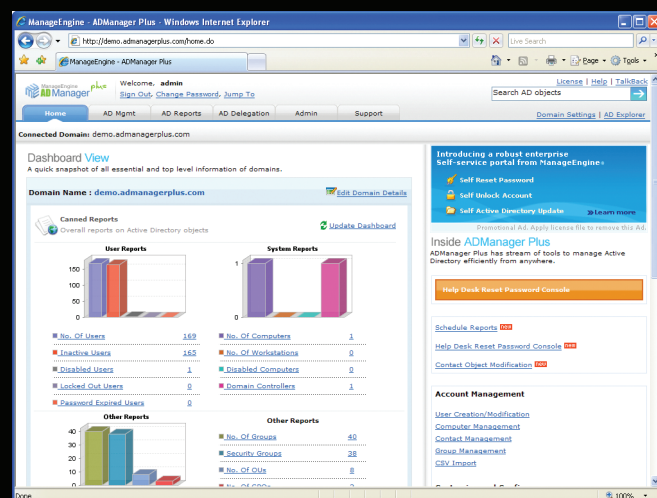 ManageEngine - ADManager Plus - Windows Internet Explorer
http://demo.admanagerplus.com/home.do
Live Search
ManageEngine - ADManager Plus
Page
Tools
ManageEngine
ADManager plus
Welcome, admin
Sign Out, Change Password, Jump To
License | Help | TalkBack
Search AD objects
Home
AD Mgmt
AD Reports
AD Delegation
Admin
Support
Domain Settings | AD Explorer
Connected Domain: demo.admanagerplus.com
Dashboard View
A quick snapshot of all essential and top level information of domains.
Domain Name : demo.admanagerplus.com
Edit Domain Details
Canned Reports
Overall reports on Active Directory objects
Update Dashboard
User Reports
150
100
50
0
No. Of Users 169
Inactive Users 165
Disabled Users 1
Locked Out Users 0
Password Expired Users 0
System Reports
1
0
No. Of Computers 1
No. Of Workstations 0
Disabled Computers 0
Domain Controllers 1
Other Reports
40
30
20
10
0
Other Reports
No. Of Groups 40
Security Groups 38
No. Of OUs 8
Introducing a robust enterprise
Self-service portal from ManageEngine
Self Reset Password
Self Unlock Account
Self Active Directory Update
Learn more
Promotional Ad. Apply license file to remove this Ad.
Inside ADManager Plus
ADManager Plus has stream of tools to manage Active
Directory efficiently from anywhere.
Help Desk Reset Password Console
Schedule Reports new
Help Desk Reset Password Console new
Contact Object Modification new
Account Management
User Creation/Modification
Computer Management
Contact Management
Group Management
CSV Import
Done
100%